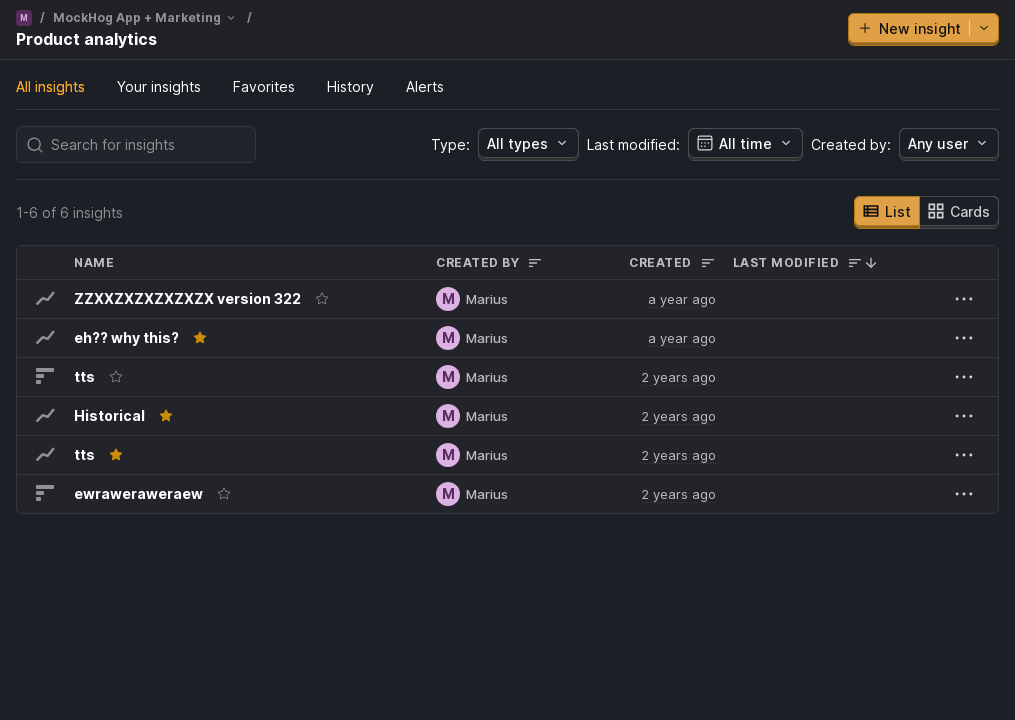 M / MockHog App + Marketing /
Product analytics
New insight
All insights Your insights Favorites History Alerts
Search for insights Type: All types Last modified: All time Created by: Any user
1-6 of 6 insights List Cards
NAME CREATED BY CREATED LAST MODIFIED
ZZXXZXZXZXZXZX version 322 M Marius a year ago
eh?? why this? M Marius a year ago
tts M Marius 2 years ago
Historical M Marius 2 years ago
tts M Marius 2 years ago
ewraweraweraew M Marius 2 years ago